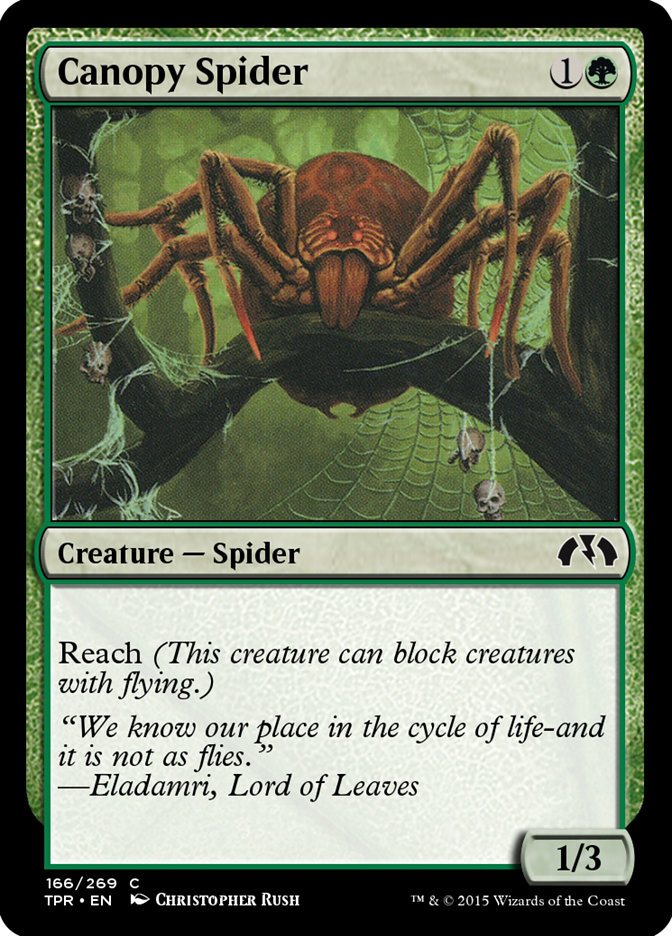 Canopy Spider 1
Creature — Spider
Reach (This creature can block creatures
with flying.)
“We know our place in the cycle of life-and
it is not as flies.”
—Eladamri, Lord of Leaves
1/3
166/269 C
TPR • EN Christopher Rush
™ & © 2015 Wizards of the Coast